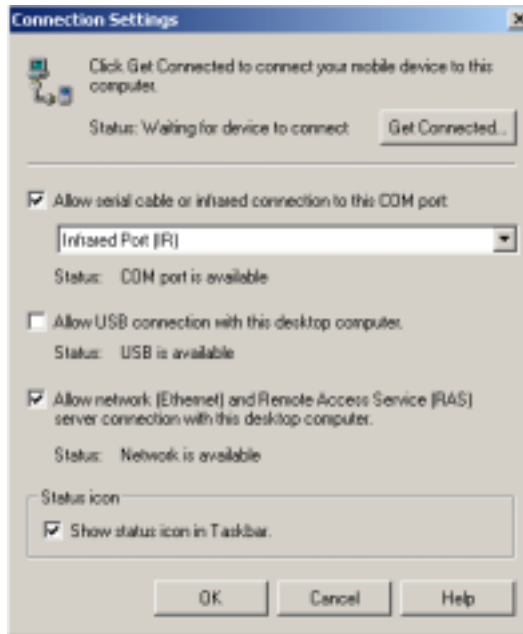 Connection Settings
Click Get Connected to connect your mobile device to this
computer.
Status: Waiting for device to connect
Get Connected...
Allow serial cable or infrared connection to this COM port
Infrared Port (IR)
Status: COM port is available
Allow USB connection with this desktop computer.
Status: USB is available
Allow network (Ethernet) and Remote Access Service (RAS)
server connection with this desktop computer.
Status: Network is available
Status icon
Show status icon in Taskbar.
OK Cancel Help